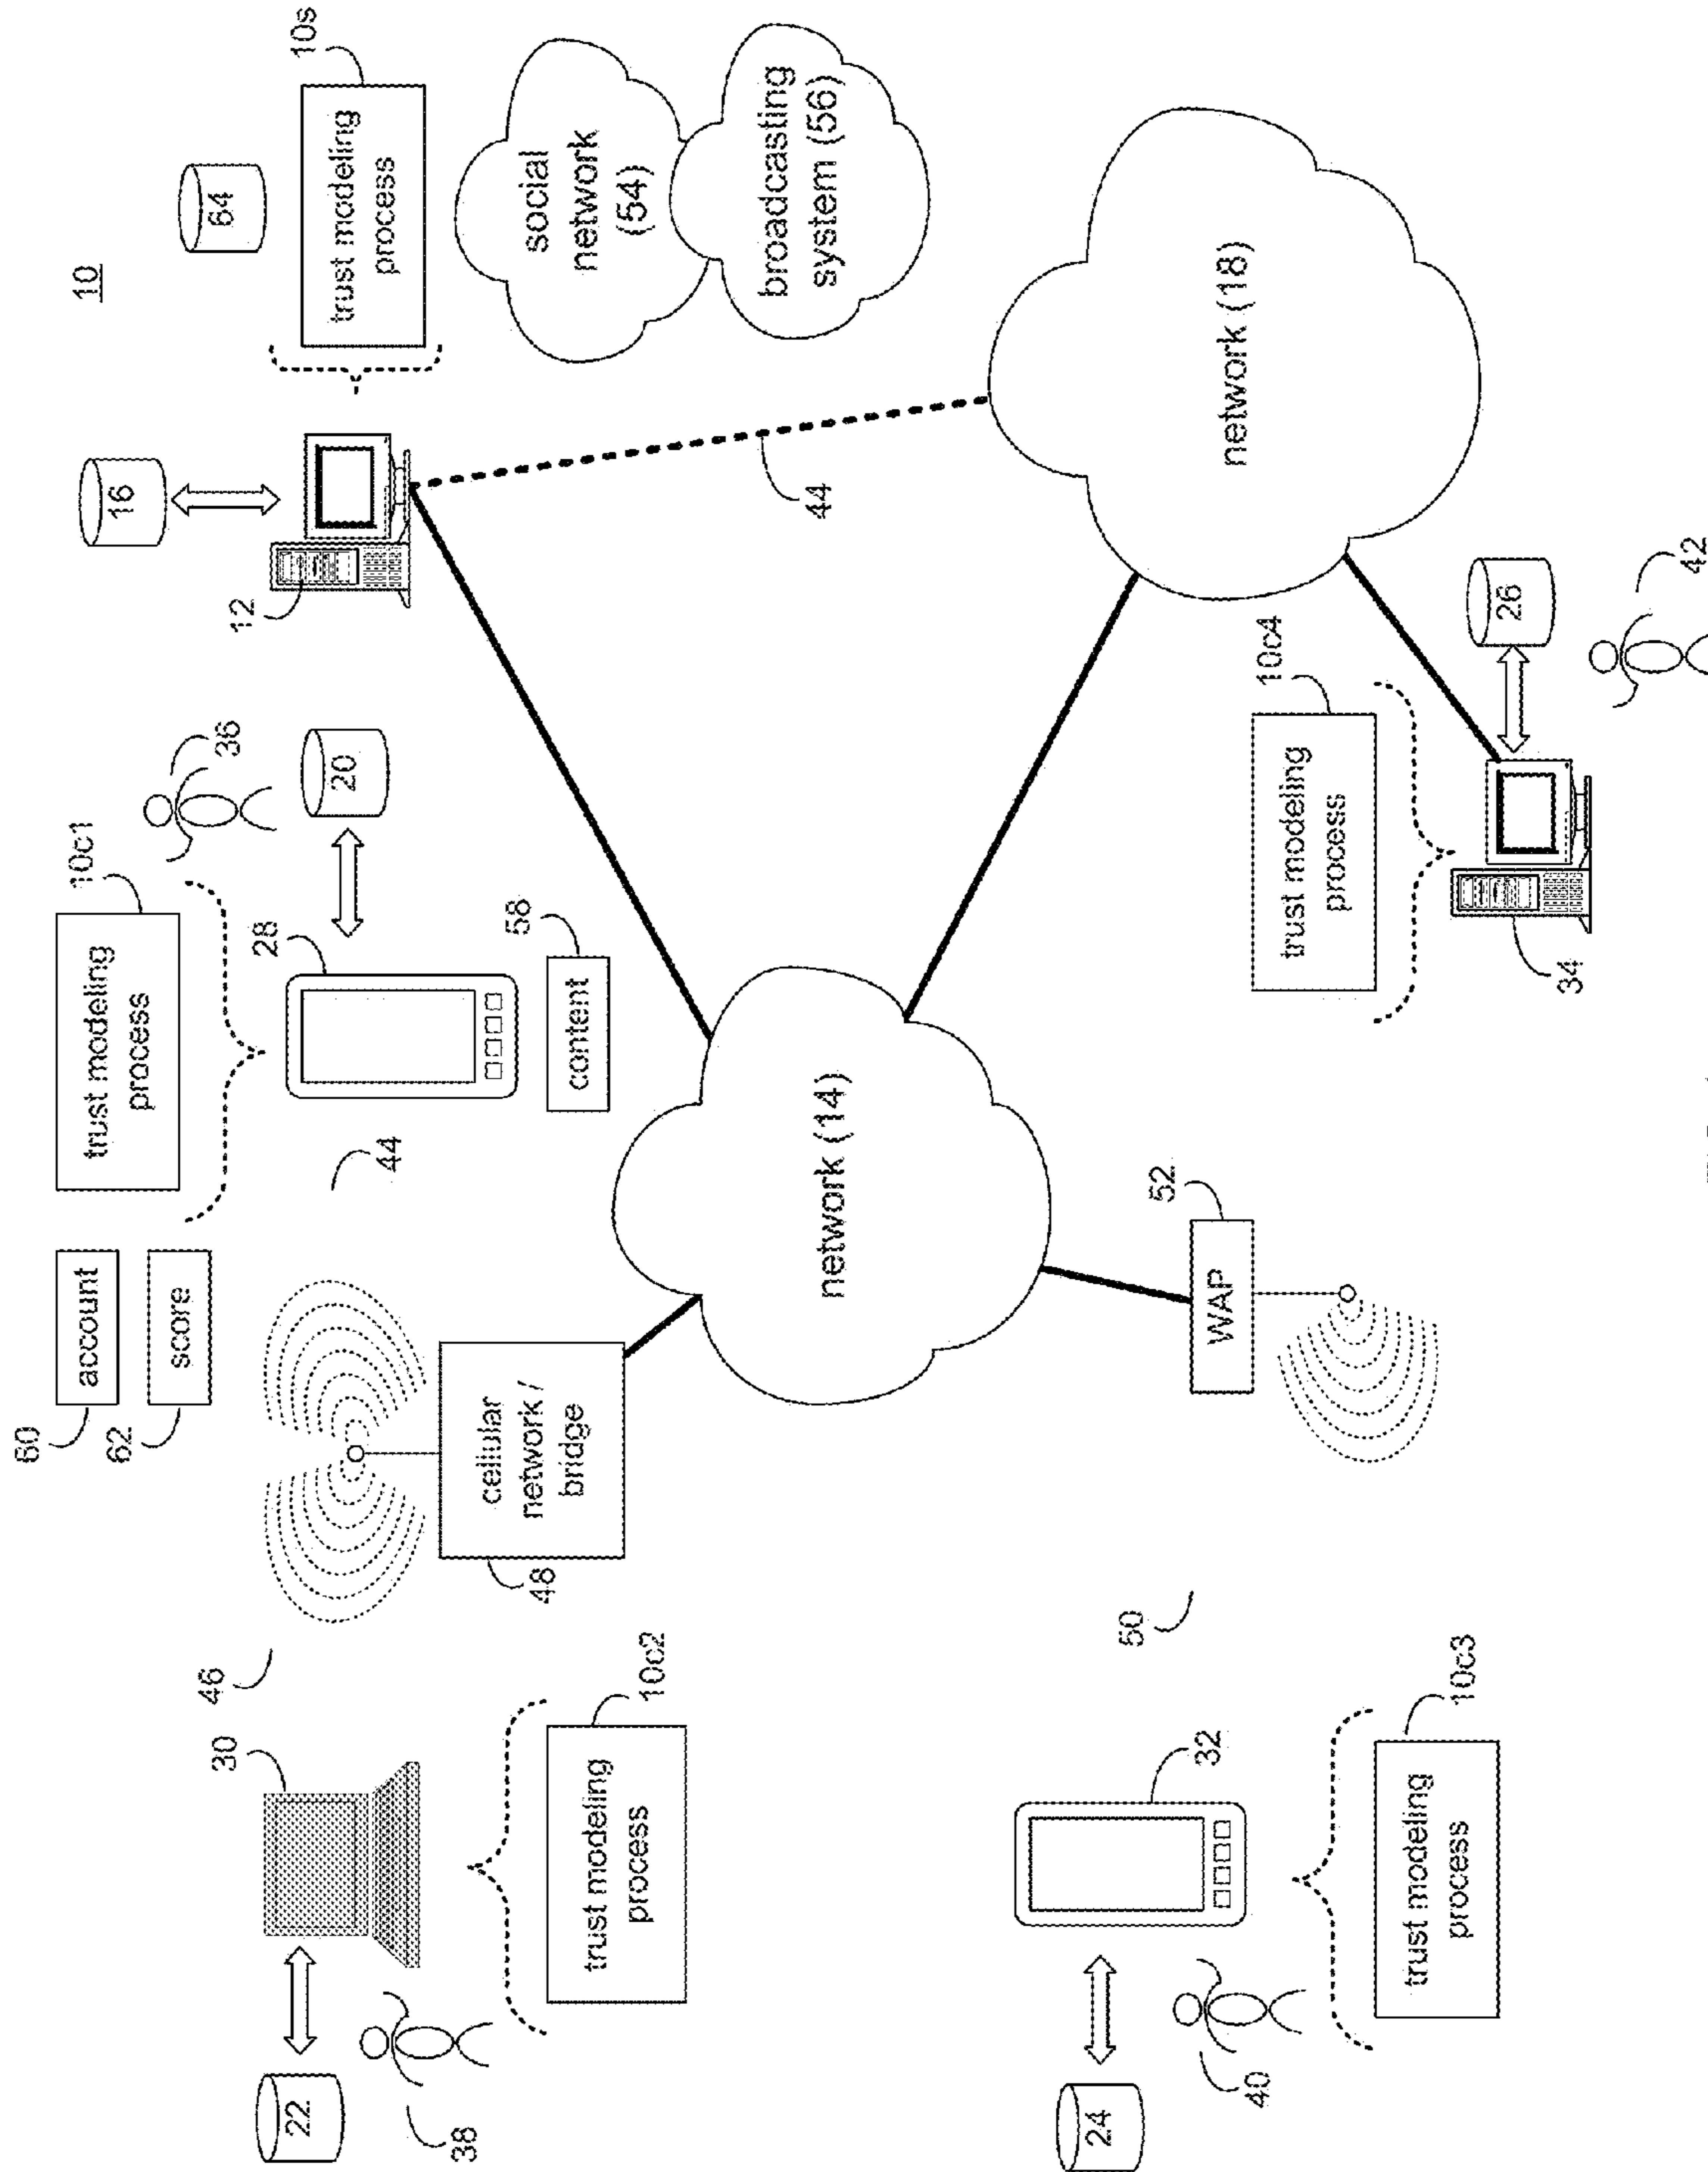 10
60
account
62
score
trust modeling
process
10c1
36
20
16
12
64
trust modeling
process
10s
22
38
30
46
44
28
content
58
social
network
(54)
broadcasting
system (56)
cellular
network /
bridge
48
trust modeling
process
10c2
network (14)
44
network (18)
24
40
32
50
WAP
52
trust modeling
process
10c3
trust modeling
process
10c4
34
26
42